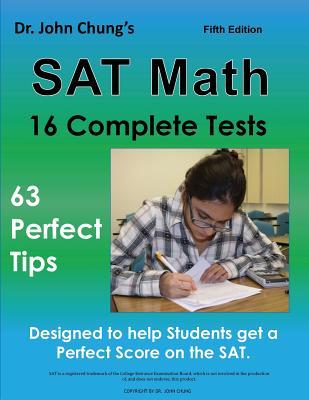 Dr. John Chung's
Fifth Edition
SAT Math
16 Complete Tests
63
Perfect
Tips
Designed to help Students get a
Perfect Score on the SAT.
SAT is a registered trademark of the College Entrance Examination Board, which is not involved in the production
of, and does not endorse, this product.
COPYRIGHT BY DR. JOHN CHUNG